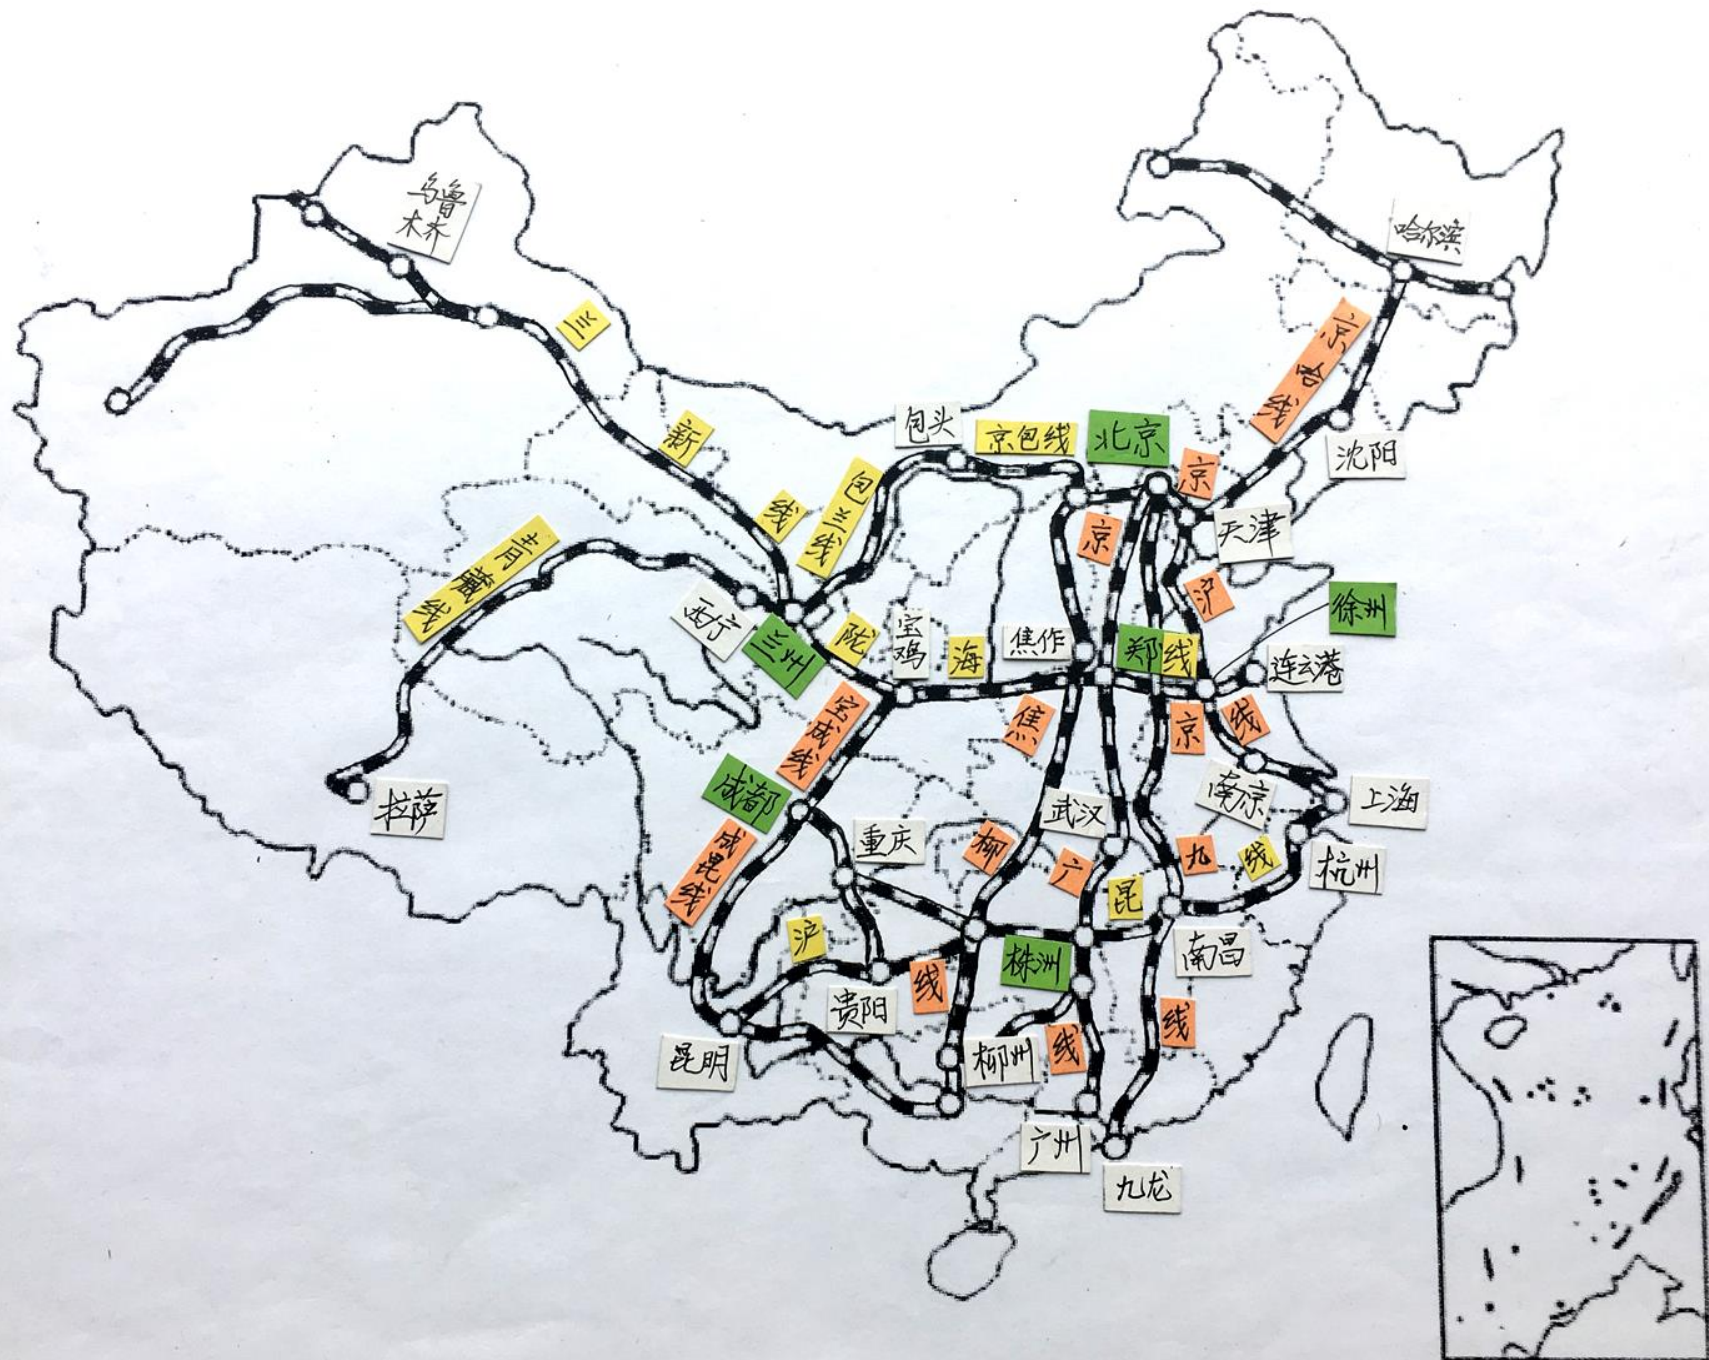 乌鲁
木齐
哈尔滨
兰
京
哈
线
新
包头
京包线
北京
京
沈阳
线
包
兰
线
京
天津
青
藏
线
沪
徐州
西宁
兰州
陇
宝
鸡
海
焦作
郑
线
连云港
宝
成
线
焦
京
线
成都
南京
上海
拉萨
武汉
重庆
柳
广
九
线
杭州
成
昆
线
昆
沪
株洲
南昌
线
贵阳
线
线
昆明
柳州
广州
九龙